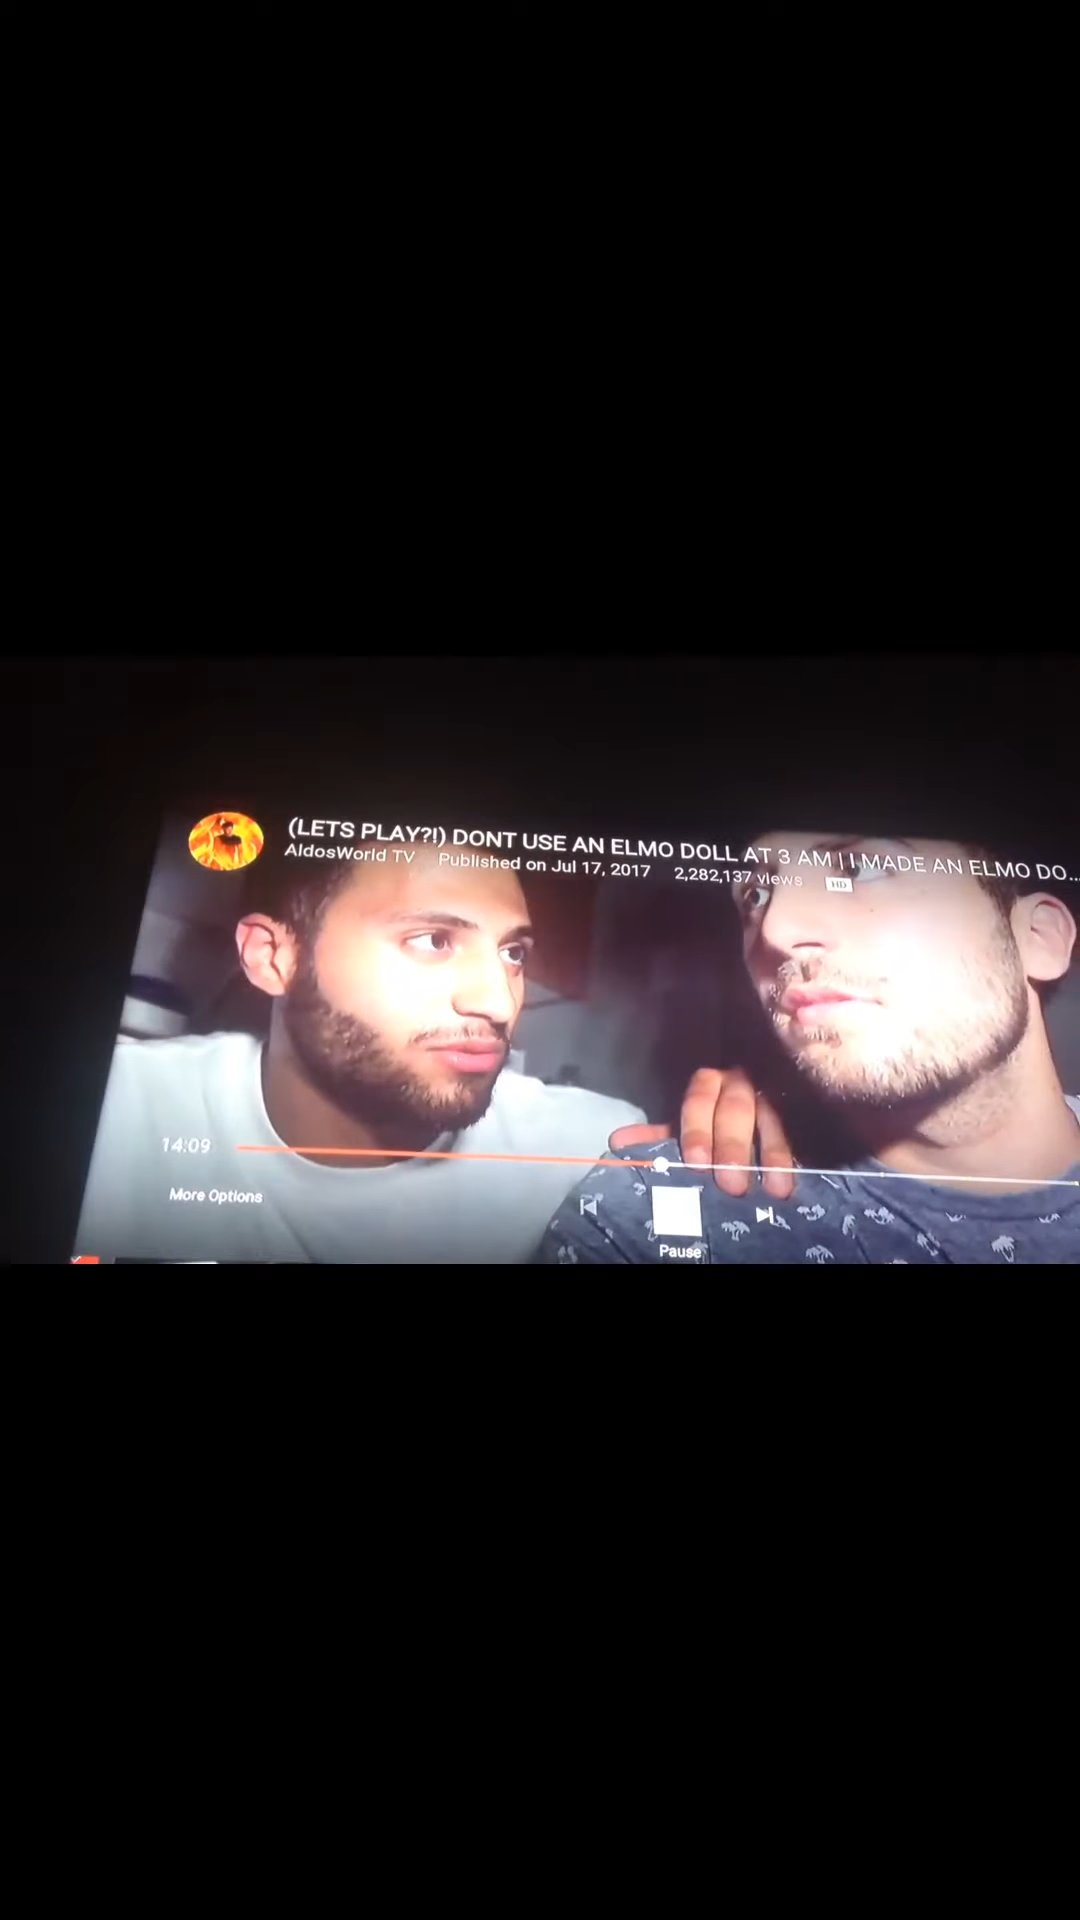 (LETS PLAY?!) DONT USE AN ELMO DOLL AT 3 AM | I MADE AN ELMO DO...
AldosWorld TV Published on Jul 17, 2017 2,282,137 views HD
14:09
More Options
Pause